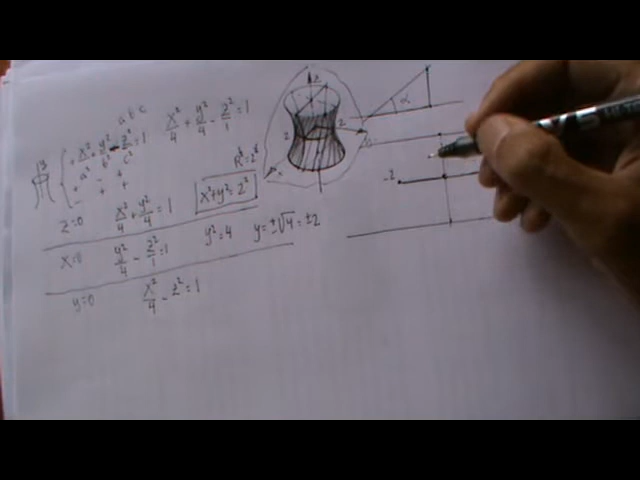 a b c
+ x²/a² + y²/b² - z²/c² = 1
x²/4 + y²/4 - z²/1 = 1
+ - +
- + +
R²=2²
x²+y²=2²
z=0 x²/4 + y²/4 = 1
x=0 y²/4 - z²/1 = 1 y²=4 y=±√4=±2
y=0 x²/4 - z² = 1
z
2 2
x
α
-2